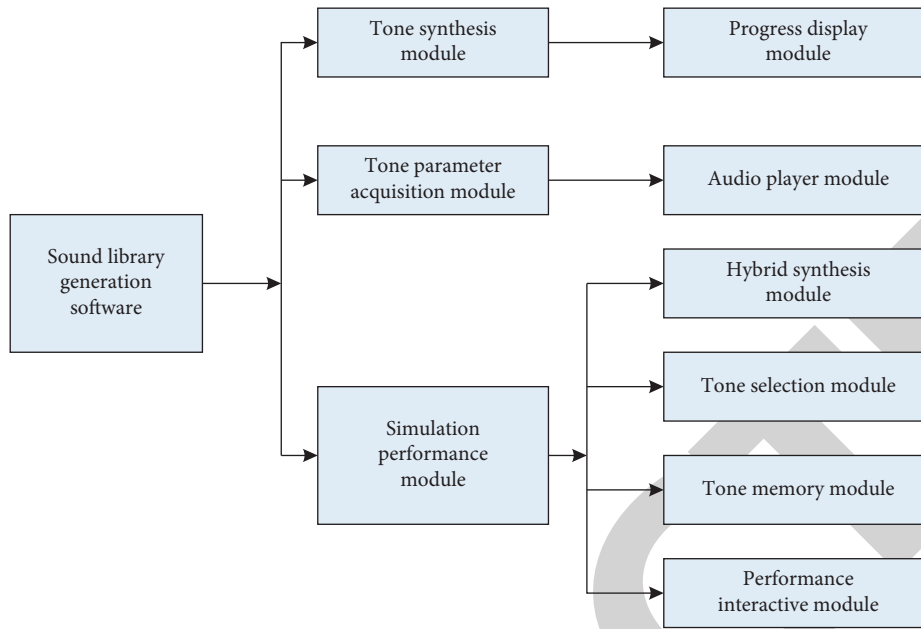 Tone synthesis
module
Progress display
module
Tone parameter
acquisition module
Audio player module
Sound library
generation
software
Hybrid synthesis
module
Simulation
performance
module
Tone selection module
Tone memory module
Performance
interactive module